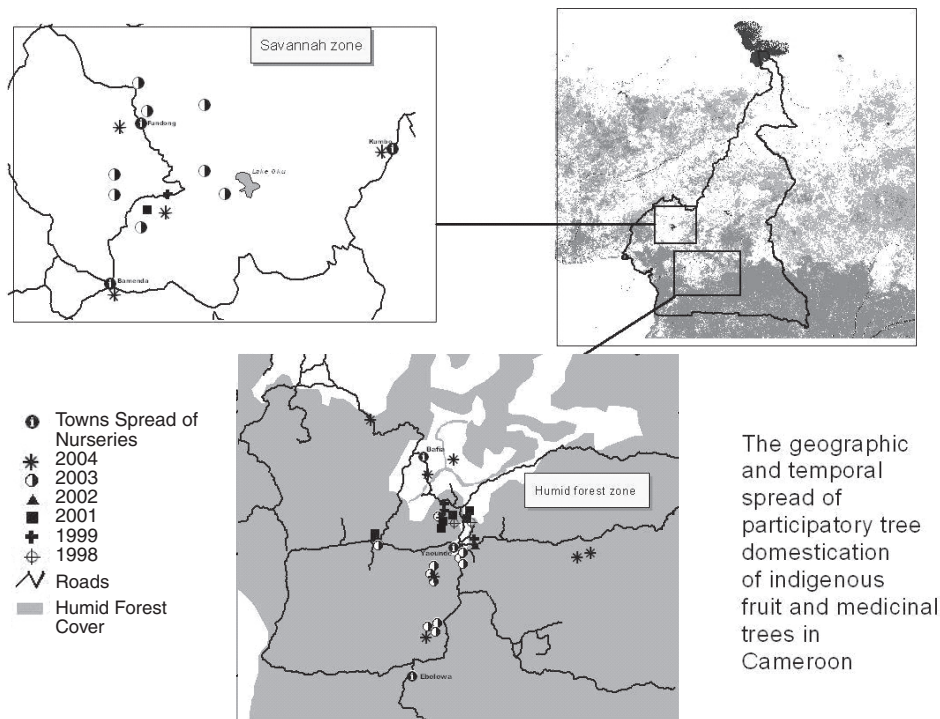 Savannah zone
Fundong
Kumbo
Lake Oku
Bamenda
Towns Spread of
Nurseries
2004
2003
2002
2001
1999
1998
Roads
Humid Forest
Cover
Bafia
Humid forest zone
Yaounde
Ebolowa
The geographic
and temporal
spread of
participatory tree
domestication
of indigenous
fruit and medicinal
trees in
Cameroon